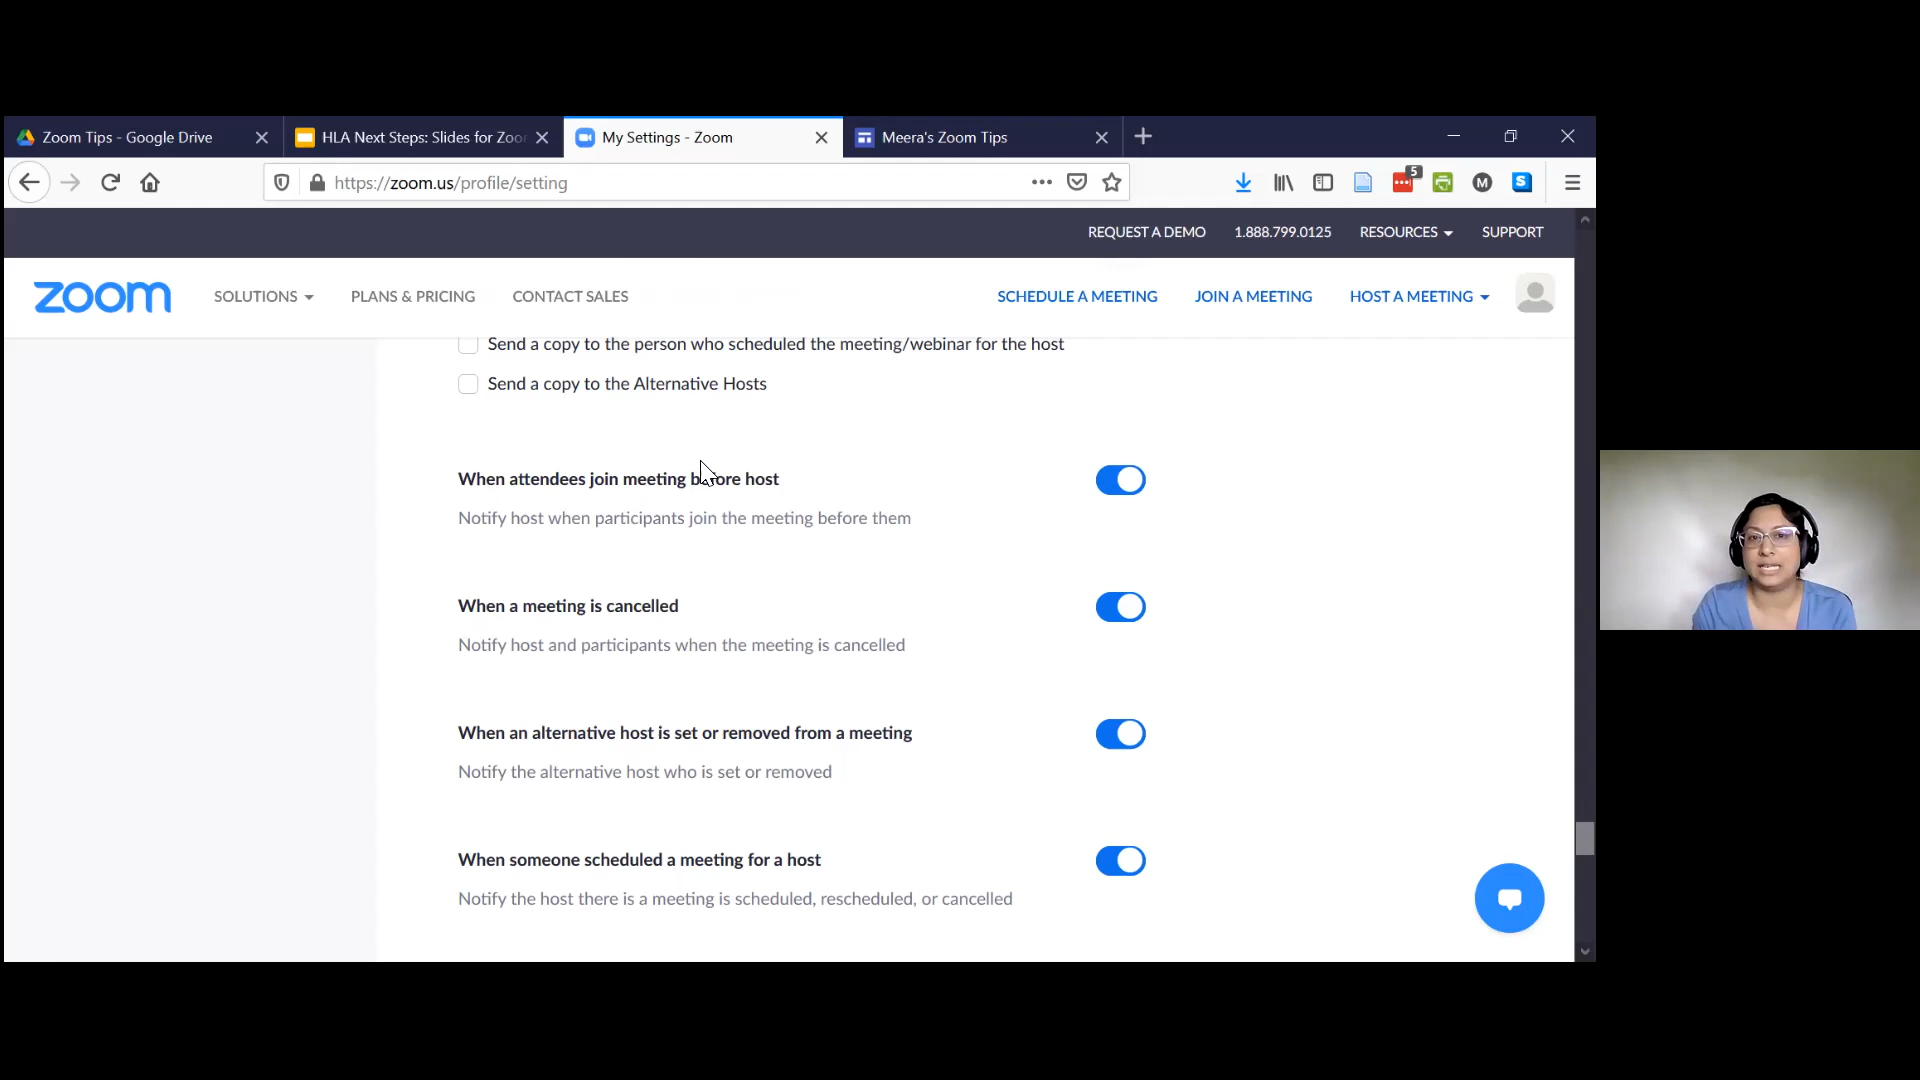 Zoom Tips - Google Drive
HLA Next Steps: Slides for Zoo
My Settings - Zoom
Meera's Zoom Tips
https://zoom.us/profile/setting
5
M
S
REQUEST A DEMO
1.888.799.0125
RESOURCES
SUPPORT
zoom
SOLUTIONS
PLANS & PRICING
CONTACT SALES
SCHEDULE A MEETING
JOIN A MEETING
HOST A MEETING
Send a copy to the person who scheduled the meeting/webinar for the host
Send a copy to the Alternative Hosts
When attendees join meeting before host
Notify host when participants join the meeting before them
When a meeting is cancelled
Notify host and participants when the meeting is cancelled
When an alternative host is set or removed from a meeting
Notify the alternative host who is set or removed
When someone scheduled a meeting for a host
Notify the host there is a meeting is scheduled, rescheduled, or cancelled